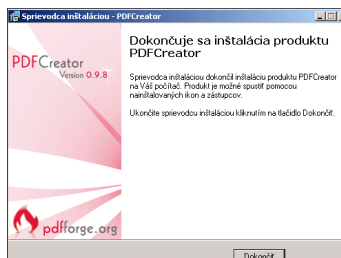 Sprievodca inštaláciou - PDFCreator
PDFCreator
Version 0.9.8
Dokončuje sa inštalácia produktu
PDFCreator
Sprievodca inštaláciou dokončil inštaláciu produktu PDFCreator
na Váš počítač. Produkt je možné spustiť pomocou
nainštalovaných ikon a zástupcov.
Ukončite sprievodcu inštaláciou kliknutím na tlačidlo Dokončiť.
pdfforge.org
Dokončiť